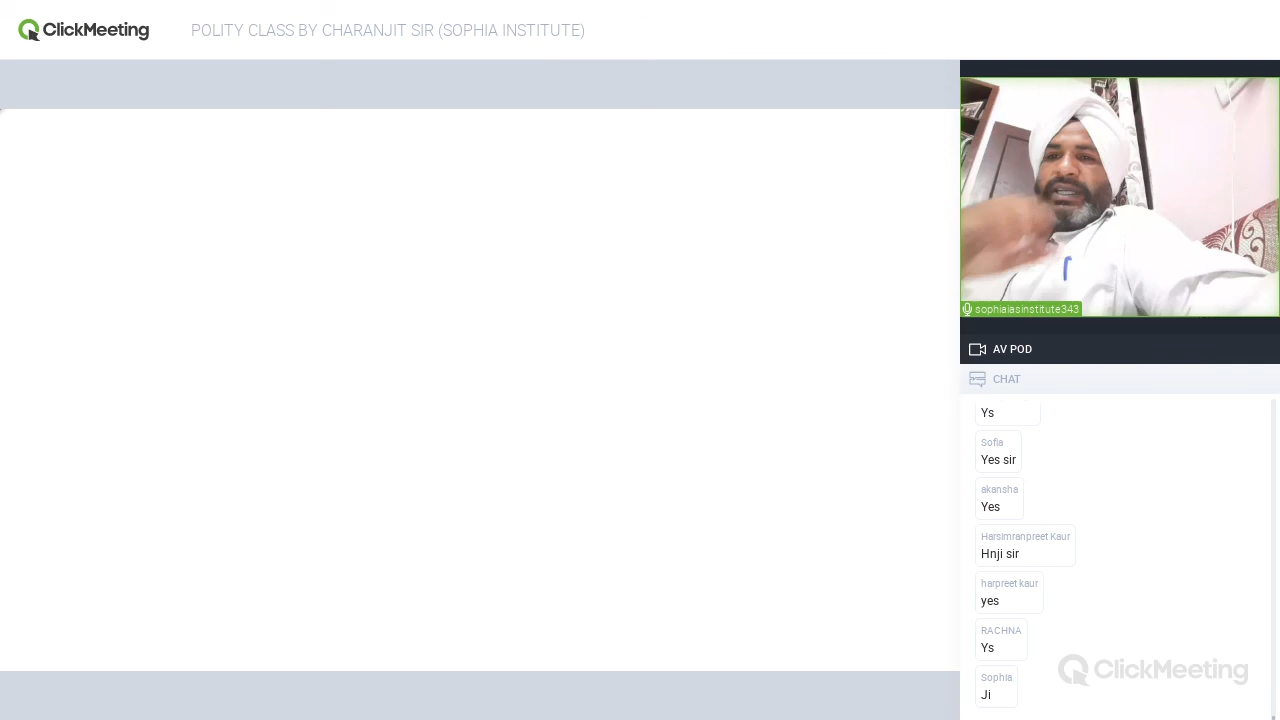 ClickMeeting
POLITY CLASS BY CHARANJIT SIR (SOPHIA INSTITUTE)
sophiaiasinstitute343
AV POD
CHAT
Ys
Sofia
Yes sir
akansha
Yes
Harsimranpreet Kaur
Hnji sir
harpreet kaur
yes
RACHNA
Ys
Sophia
Ji
ClickMeeting